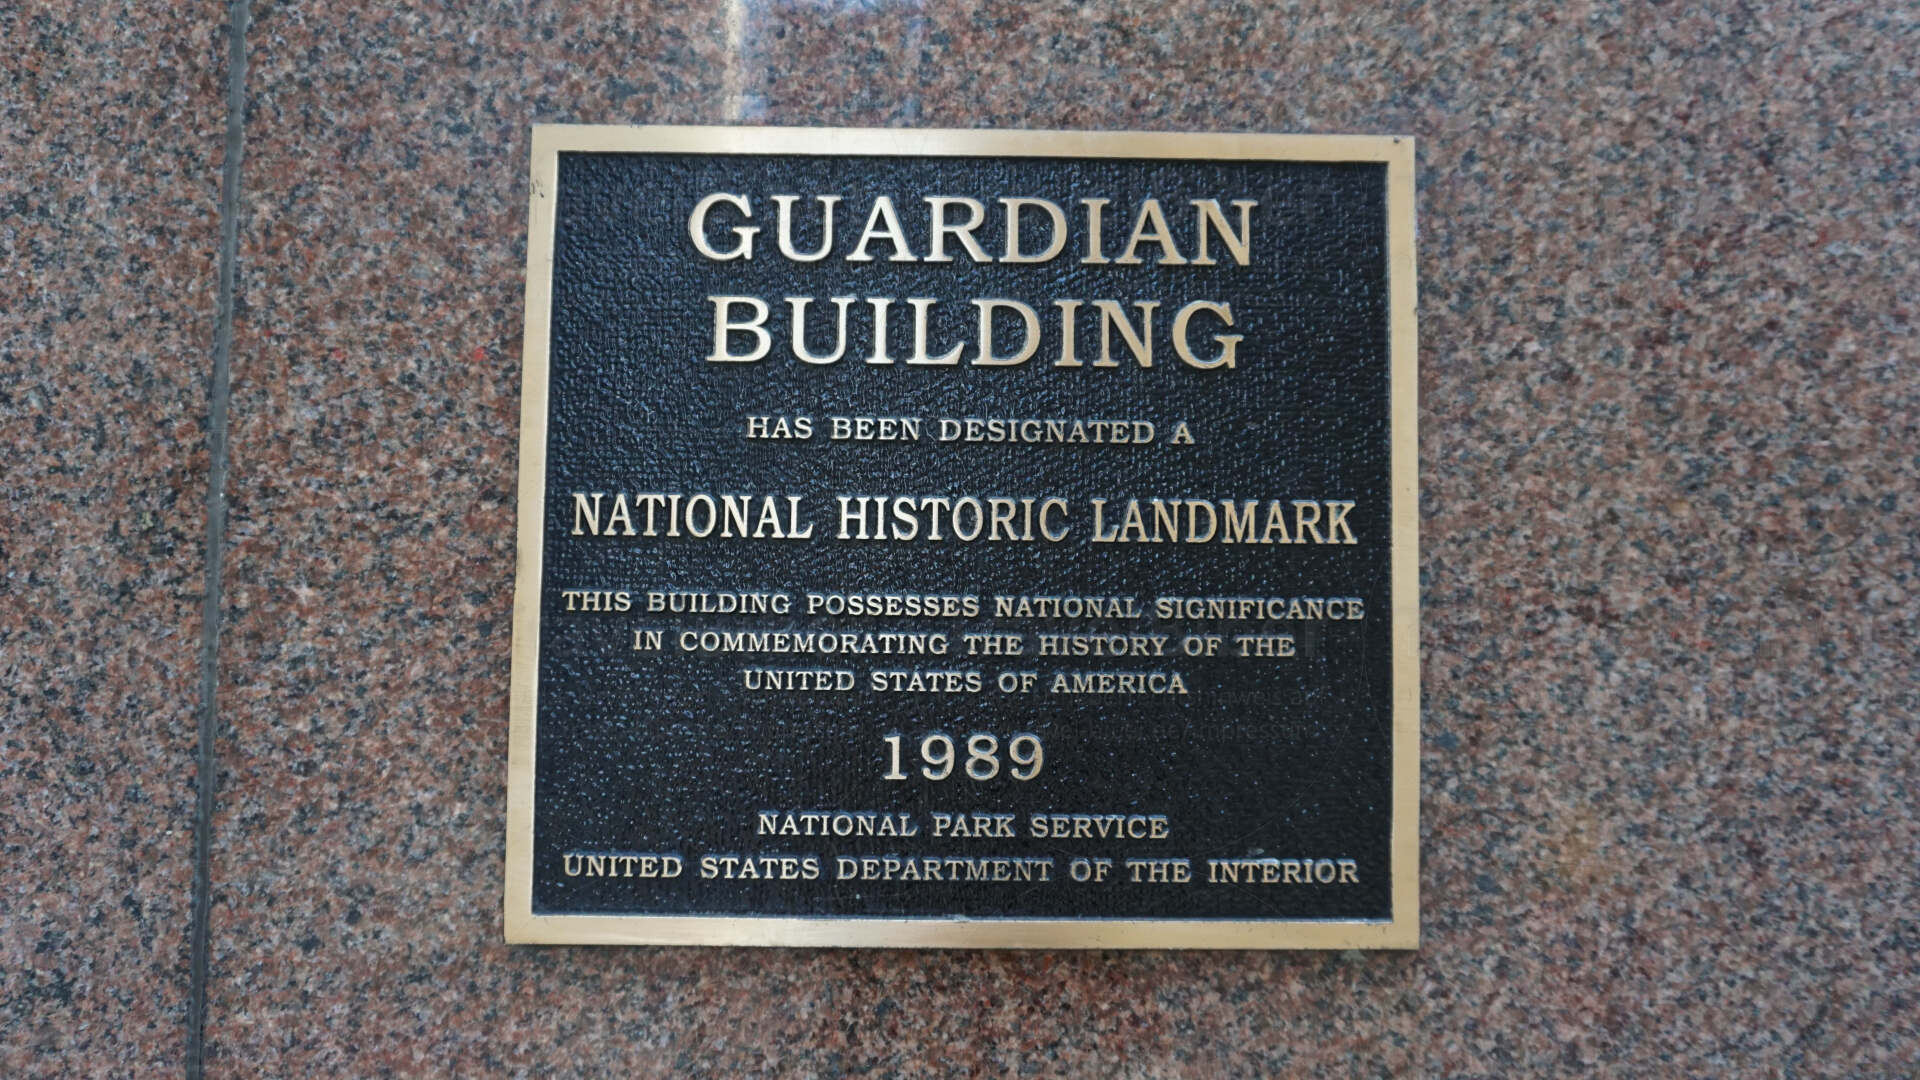 GUARDIAN
BUILDING
HAS BEEN DESIGNATED A
NATIONAL HISTORIC LANDMARK
THIS BUILDING POSSESSES NATIONAL SIGNIFICANCE
IN COMMEMORATING THE HISTORY OF THE
UNITED STATES OF AMERICA
1989
NATIONAL PARK SERVICE
UNITED STATES DEPARTMENT OF THE INTERIOR